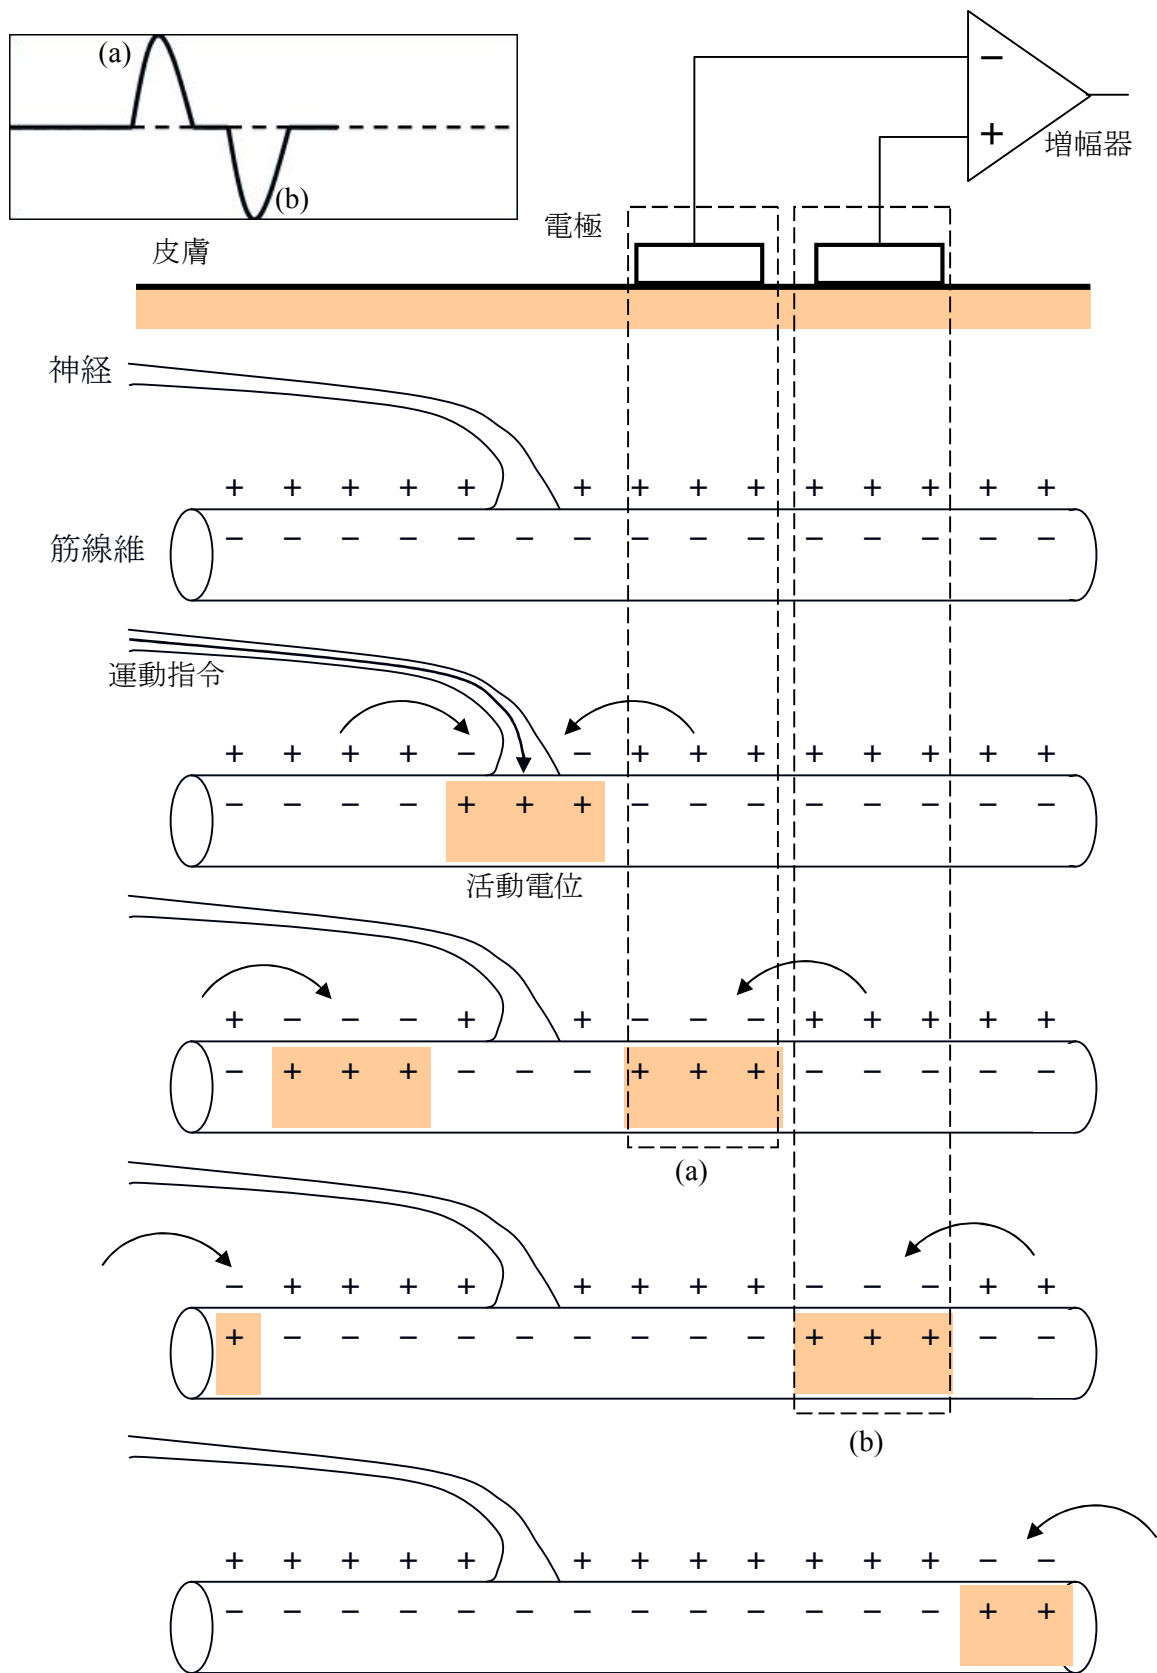 (a)
(b)
−
+
増幅器
電極
皮膚
神経
+ + + + + + + + + + + + + +
筋線維
− − − − − − − − − − − − − − −
運動指令
+ + + + − − + + + + + + + +
− − − − + + + − − − − − − − −
活動電位
+ − − − + + − − − + + + + +
− + + + − − − + + + − − − − −
(a)
− + + + + + + + + − − − + +
+ − − − − − − − − − + + + − −
(b)
+ + + + + + + + + + + + − −
− − − − − − − − − − − − − + +